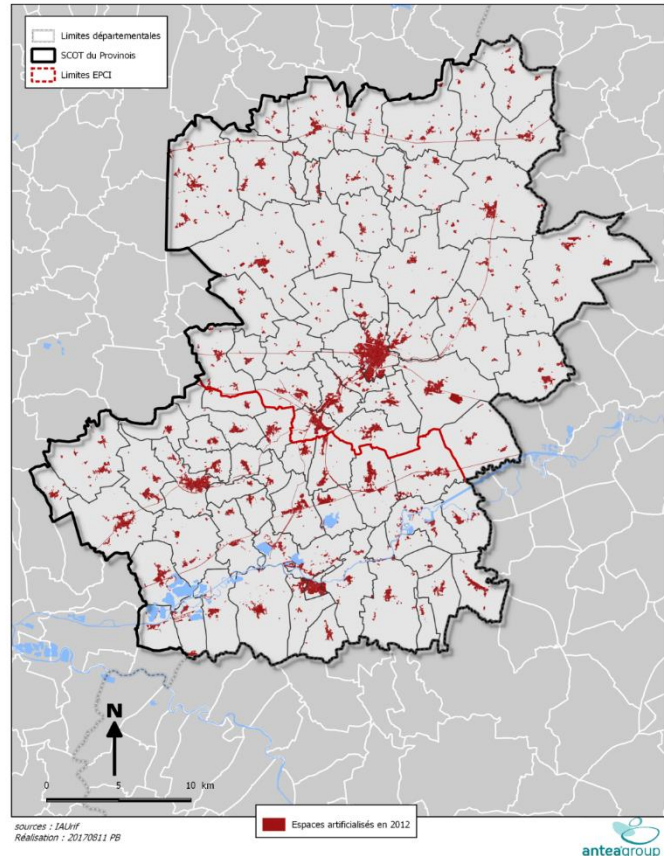 Limites départementales
SCOT du Provinois
Limites EPCI
N
0 5 10 km
sources : IAUrif
Réalisation : 20170811 PB
Espaces artificialisés en 2012
anteagroup